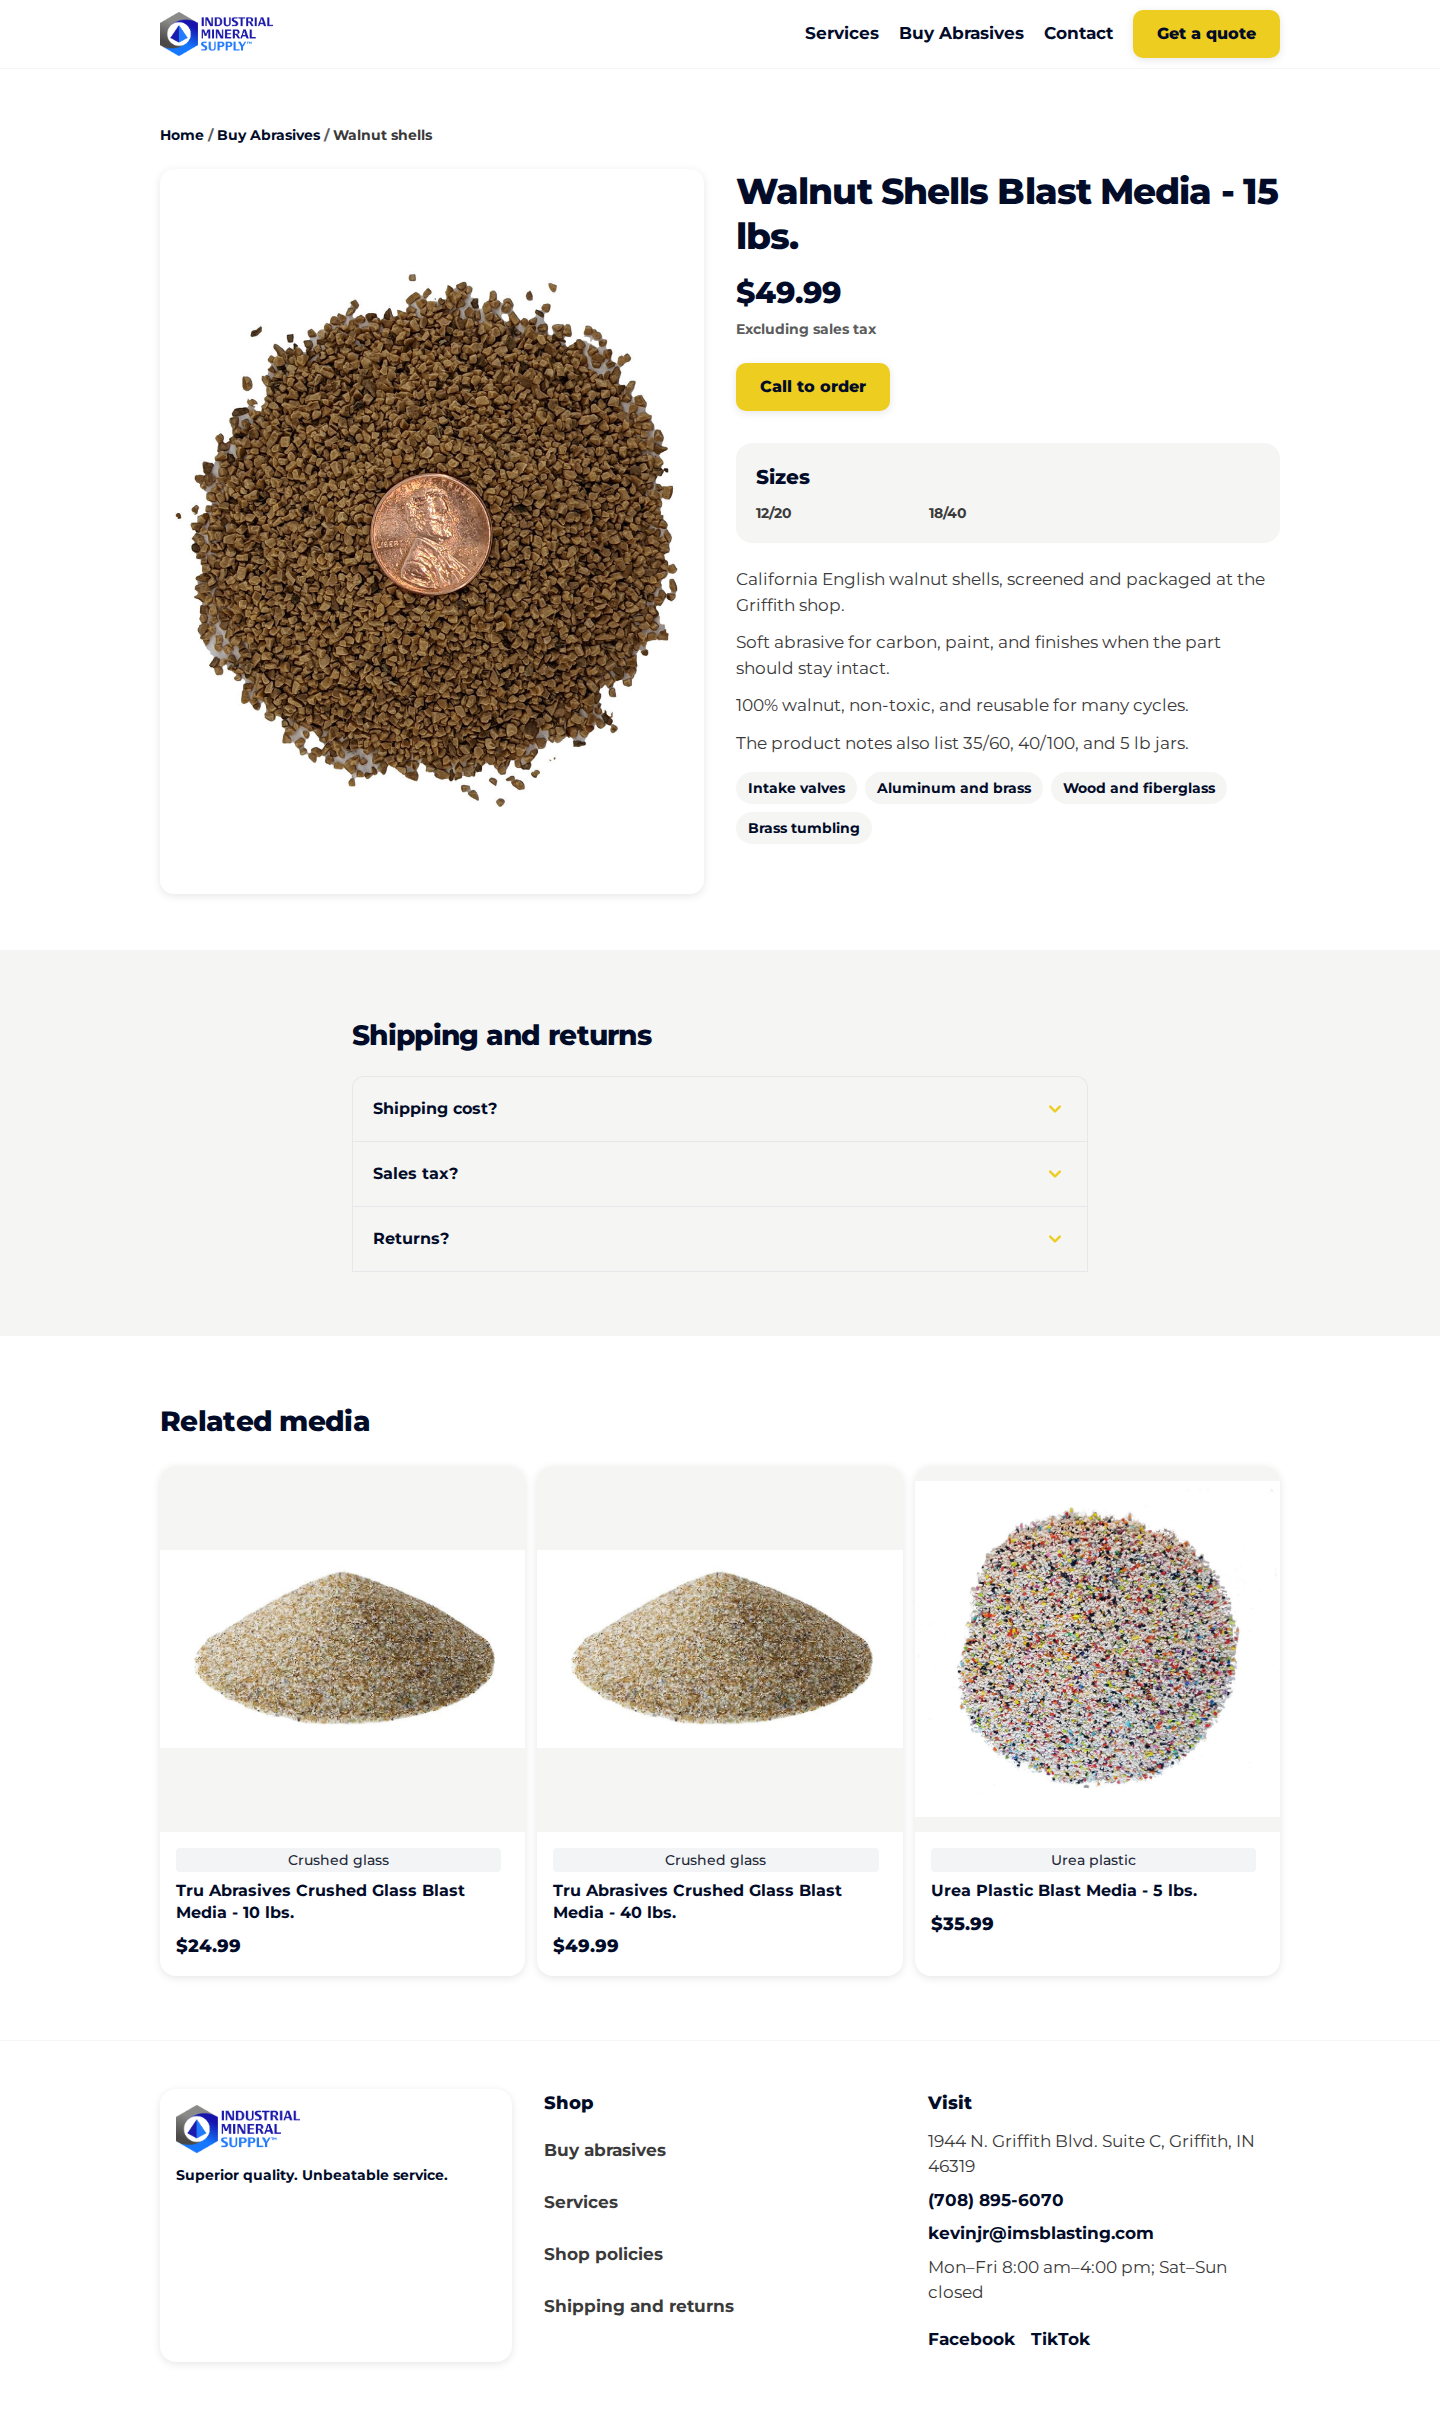 INDUSTRIAL
MINERAL
SUPPLY™
Services
Buy Abrasives
Contact
Get a quote
Home / Buy Abrasives / Walnut shells
Walnut Shells Blast Media - 15
lbs.
$49.99
Excluding sales tax
Call to order
Sizes
12/20
18/40
California English walnut shells, screened and packaged at the
Griffith shop.
Soft abrasive for carbon, paint, and finishes when the part
should stay intact.
100% walnut, non-toxic, and reusable for many cycles.
The product notes also list 35/60, 40/100, and 5 lb jars.
Intake valves
Aluminum and brass
Wood and fiberglass
Brass tumbling
LIBERTY
Shipping and returns
Shipping cost?
Sales tax?
Returns?
Related media
Crushed glass
Tru Abrasives Crushed Glass Blast
Media - 10 lbs.
$24.99
Crushed glass
Tru Abrasives Crushed Glass Blast
Media - 40 lbs.
$49.99
Urea plastic
Urea Plastic Blast Media - 5 lbs.
$35.99
INDUSTRIAL
MINERAL
SUPPLY™
Superior quality. Unbeatable service.
Shop
Buy abrasives
Services
Shop policies
Shipping and returns
Visit
1944 N. Griffith Blvd. Suite C, Griffith, IN
46319
(708) 895-6070
kevinjr@imsblasting.com
Mon–Fri 8:00 am–4:00 pm; Sat–Sun
closed
Facebook
TikTok